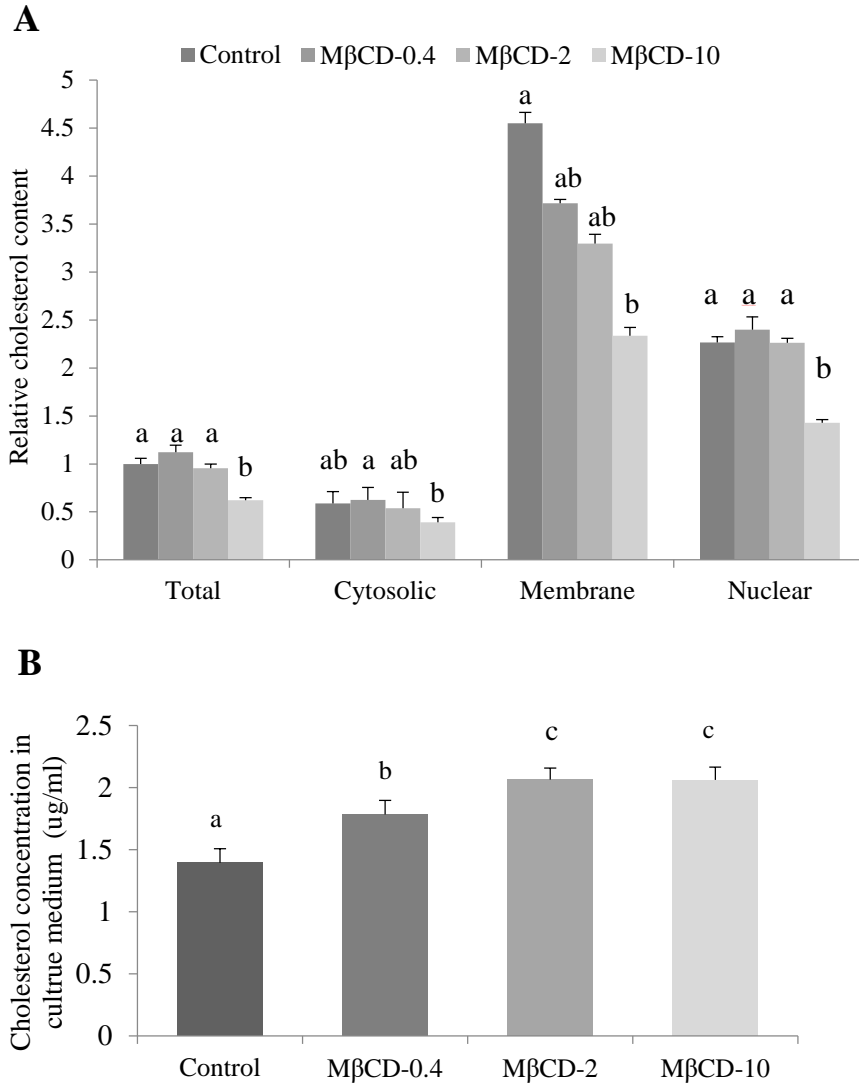 A
Control MβCD-0.4 MβCD-2 MβCD-10
Relative cholesterol content
5
4.5
4
3.5
3
2.5
2
1.5
1
0.5
0
a a a b
ab a ab b
a ab ab b
a a a b
Total Cytosolic Membrane Nuclear
B
Cholesterol concentration in
cultrue medium (ug/ml)
2.5
2
1.5
1
0.5
0
a b c c
Control MβCD-0.4 MβCD-2 MβCD-10